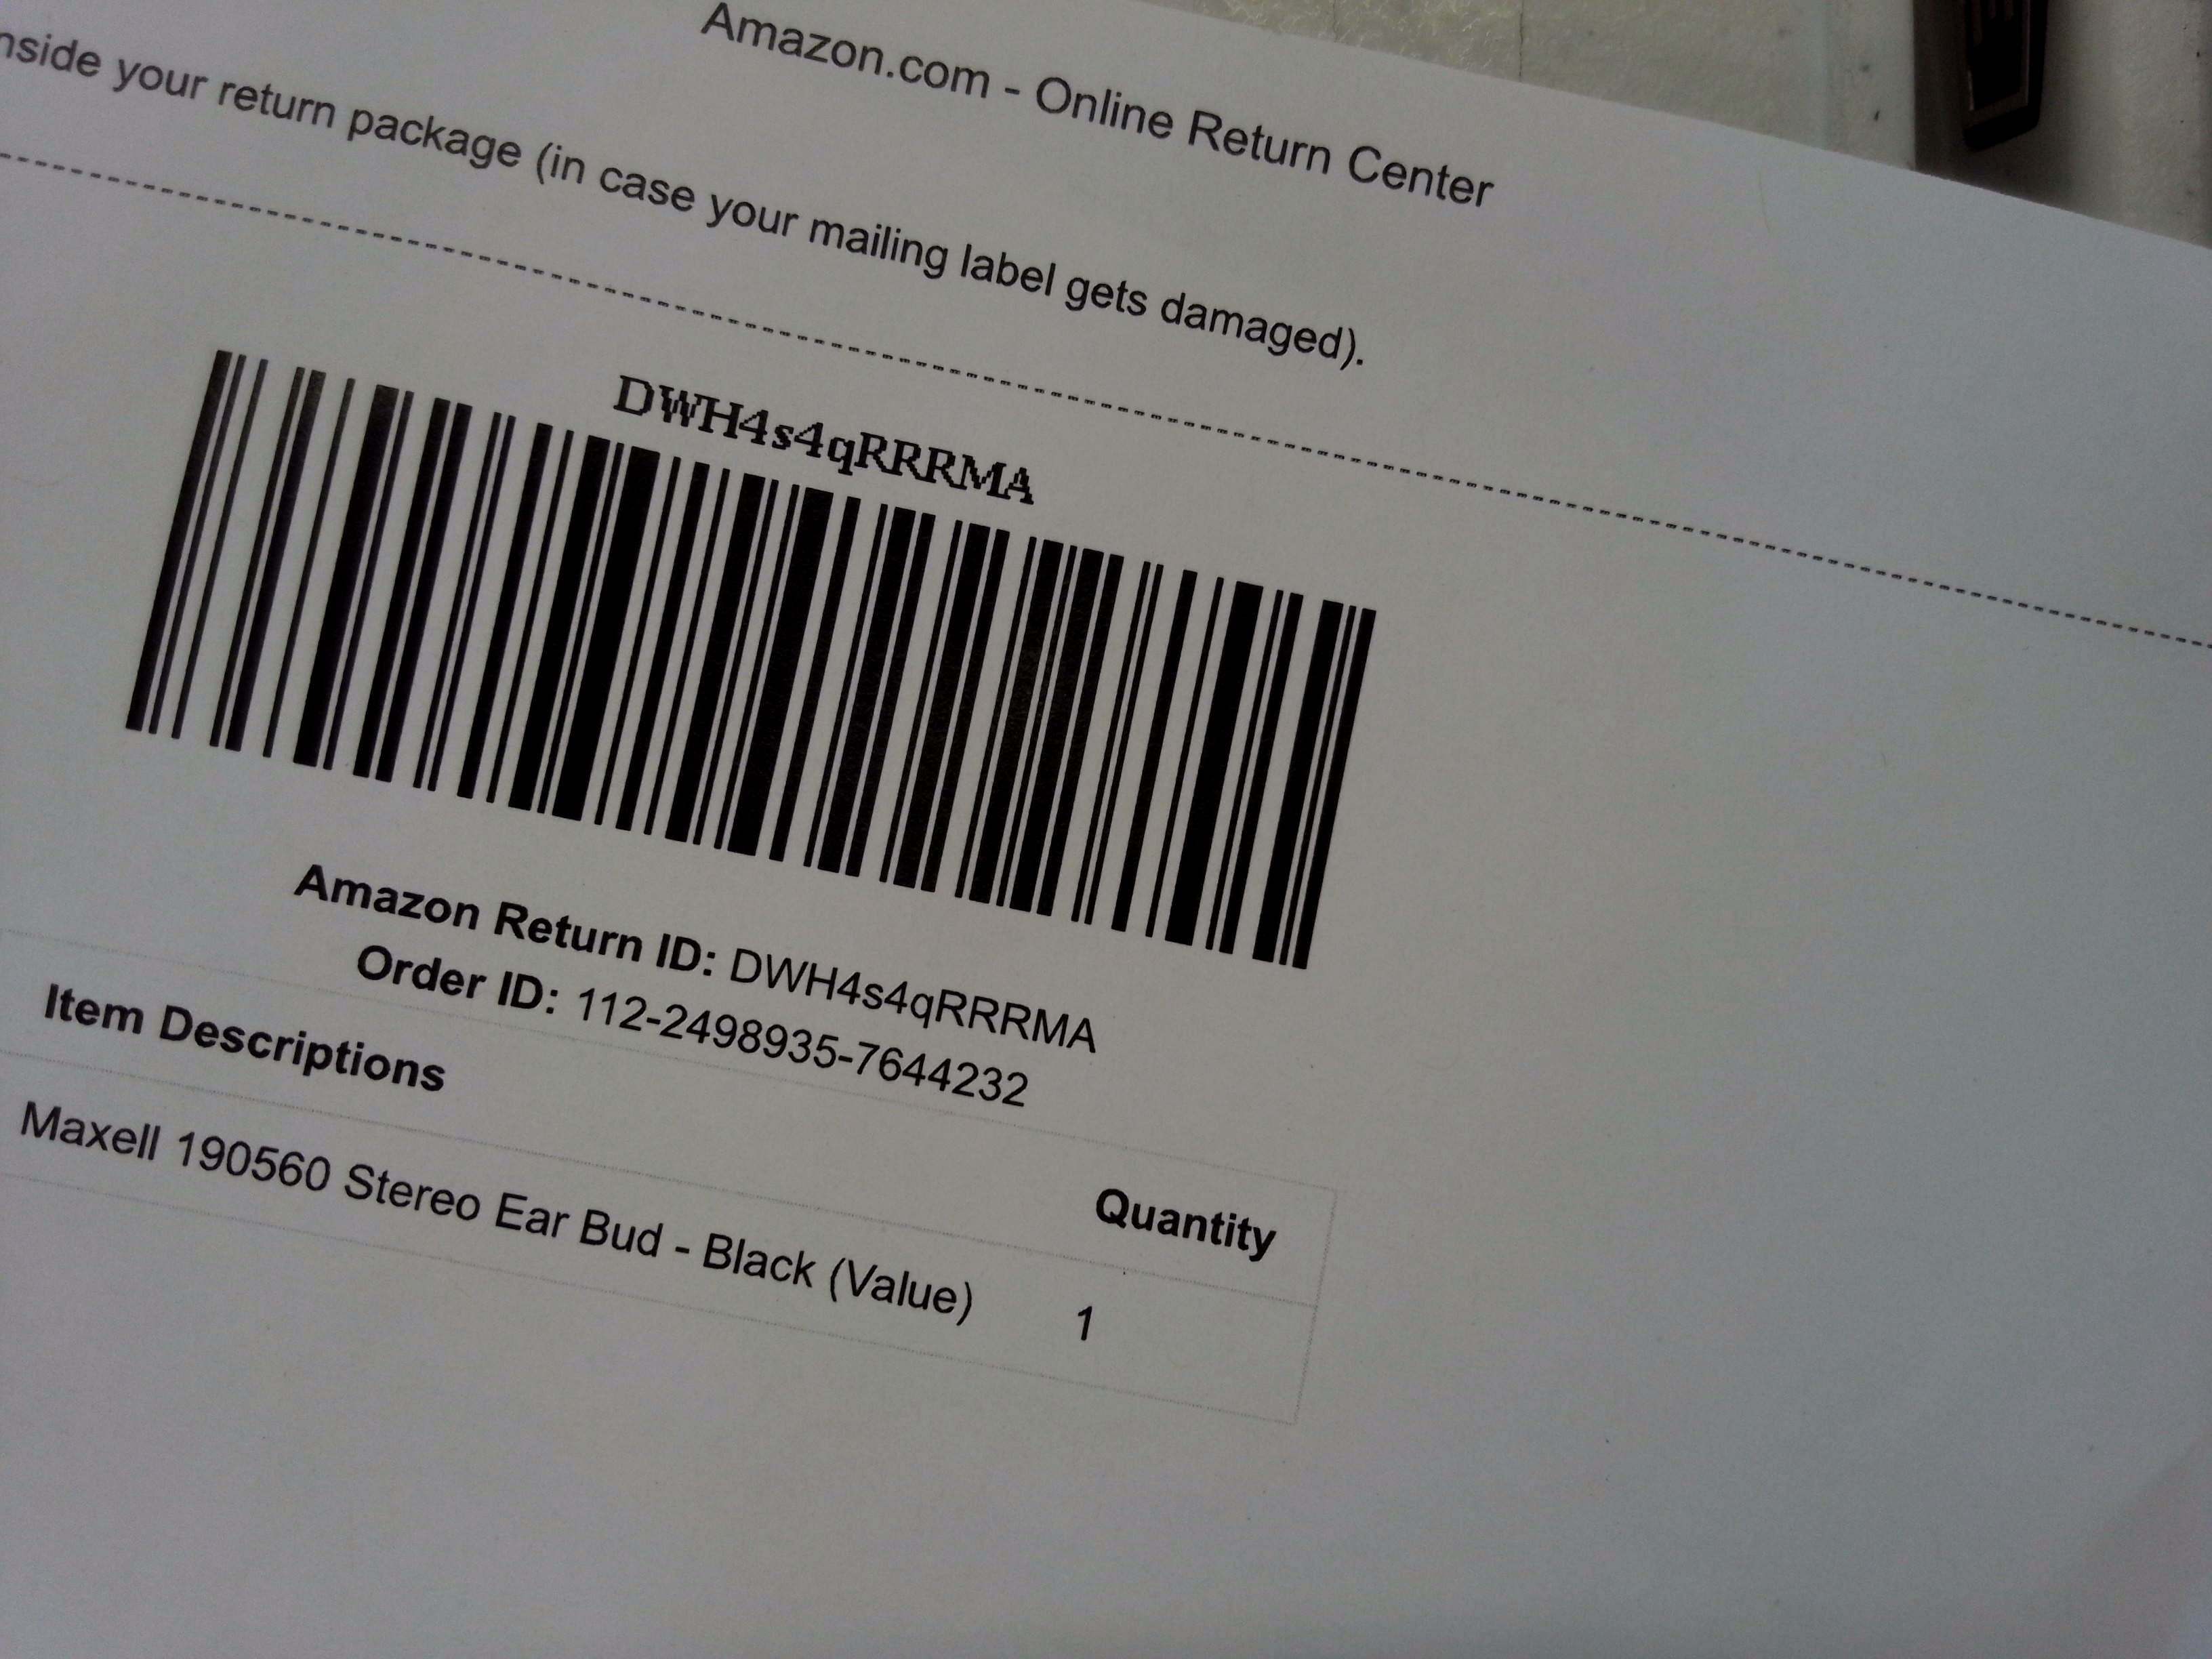 Amazon.com - Online Return Center
nside your return package (in case your mailing label gets damaged).
DWH4s4qRRRMA
Amazon Return ID: DWH4s4qRRRMA
Order ID: 112-2498935-7644232
Item Descriptions Quantity
Maxell 190560 Stereo Ear Bud - Black (Value) 1